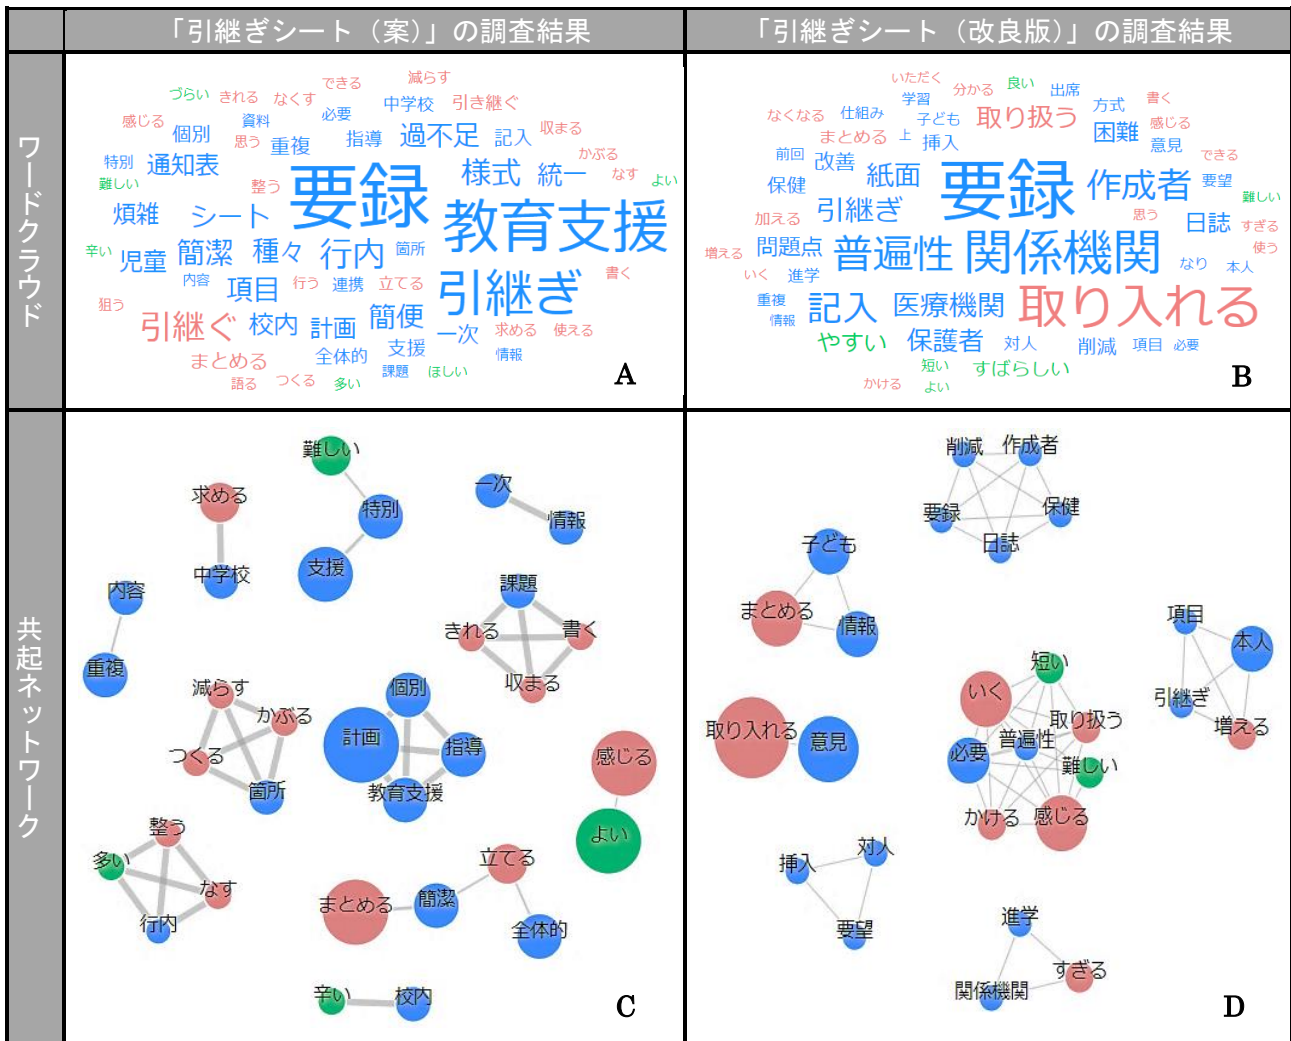 「引継ぎシート（案）」の調査結果
「引継ぎシート（改良版）」の調査結果
ワードクラウド
できる 減らす
づらい きれる なくす 中学校 引き継ぐ
感じる 資料 必要
個別 思う 重複 指導 過不足 記入 収まる
特別 通知表 かぶる
難しい 整う 要録 様式 統一 なす よい
煩雑 シート 教育支援
辛い 児童 簡潔 種々 行内 箇所
内容 項目 行う 連携 立てる 引継ぎ 書く
狙う 引継ぐ 校内 計画 簡便 一次 求める 使える
まとめる 全体的 支援 情報
語る つくる 多い 課題 ほしい
A
いただく 分かる 良い 出席
学習 方式 書く
なくなる 仕組み 子ども 取り扱う
まとめる 上 挿入 困難 感じる
意見
前回 改善 紙面 要録 作成者 できる
保健 要望 難しい
加える 引継ぎ 思う 日誌 すぎる
増える 問題点 普遍性 関係機関 使う
いく 進学 なり 本人
重複 記入 医療機関 取り入れる
情報
やすい 保護者 対人 削減 項目 必要
短い すばらしい
かける よい
B
共起ネットワーク
難しい
求める 特別 一次
情報
中学校 支援
内容 課題
きれる 書く
重複 収まる
減らす 個別
かぶる 計画 指導
つくる 感じる
箇所 教育支援
整う よい
多い 立てる
なす まとめる 簡潔
行内 全体的
辛い 校内
C
削減 作成者
要録 保健
日誌
子ども
まとめる 情報
項目
本人
短い
いく 引継ぎ
取り入れる 取り扱う 増える
意見 普遍性
必要 難しい
かける 感じる
対人
挿入
要望
進学
すぎる
関係機関
D